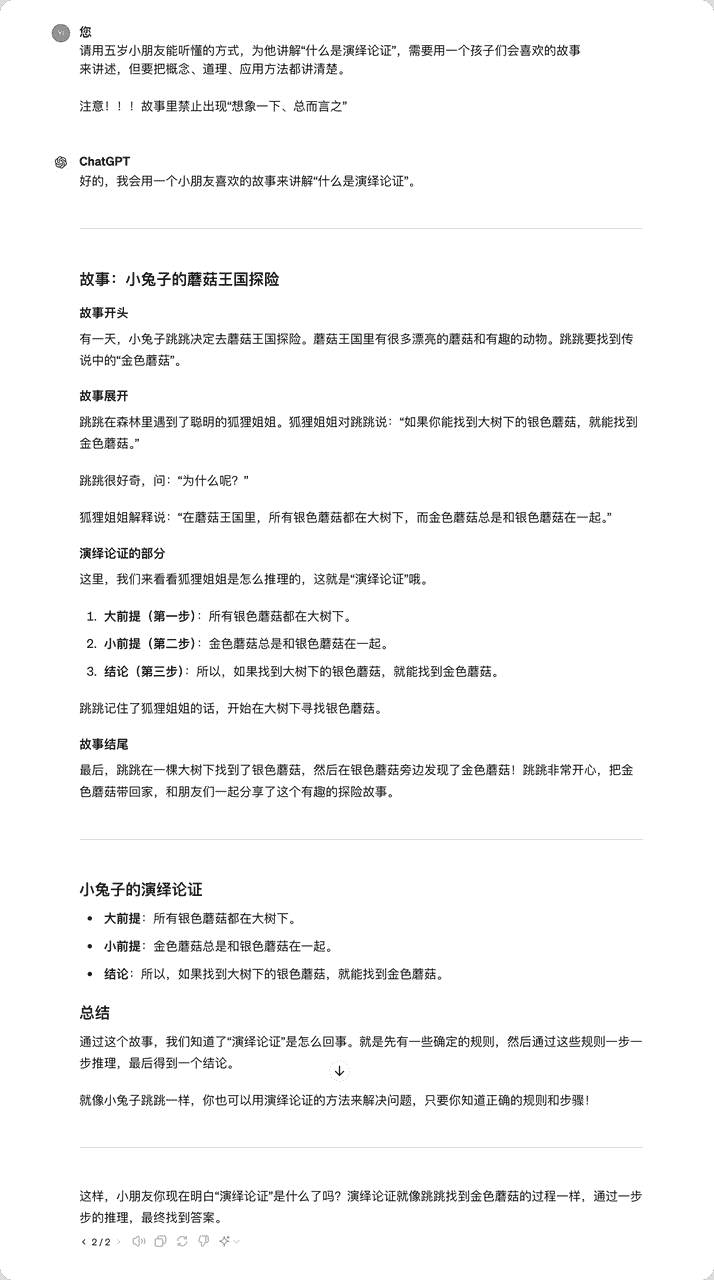 您
请用五岁小朋友能听懂的方式，为他讲解“什么是演绎论证”，需要用一个孩子们会喜欢的故事
来讲述，但要把概念、道理、应用方法都讲清楚。
注意！！！故事里禁止出现“想象一下、总而言之”
ChatGPT
好的，我会用一个小朋友喜欢的故事来讲解“什么是演绎论证”。
故事：小兔子的蘑菇王国探险
故事开头
有一天，小兔子跳跳决定去蘑菇王国探险。蘑菇王国里有很多漂亮的蘑菇和有趣的动物。跳跳要找到传
说中的“金色蘑菇”。
故事展开
跳跳在森林里遇到了聪明的狐狸姐姐。狐狸姐姐对跳跳说：“如果你能找到大树下的银色蘑菇，就能找到
金色蘑菇。”
跳跳很好奇，问：“为什么呢？”
狐狸姐姐解释说：“在蘑菇王国里，所有银色蘑菇都在大树下，而金色蘑菇总是和银色蘑菇在一起。”
演绎论证的部分
这里，我们来看看狐狸姐姐是怎么推理的，这就是“演绎论证”哦。
1. 大前提（第一步）：所有银色蘑菇都在大树下。
2. 小前提（第二步）：金色蘑菇总是和银色蘑菇在一起。
3. 结论（第三步）：所以，如果找到大树下的银色蘑菇，就能找到金色蘑菇。
跳跳记住了狐狸姐姐的话，开始在大树下寻找银色蘑菇。
故事结尾
最后，跳跳在一棵大树下找到了银色蘑菇，然后在银色蘑菇旁边发现了金色蘑菇！跳跳非常开心，把金
色蘑菇带回家，和朋友们一起分享了这个有趣的探险故事。
小兔子的演绎论证
• 大前提：所有银色蘑菇都在大树下。
• 小前提：金色蘑菇总是和银色蘑菇在一起。
• 结论：所以，如果找到大树下的银色蘑菇，就能找到金色蘑菇。
总结
通过这个故事，我们知道了“演绎论证”是怎么回事。就是先有一些确定的规则，然后通过这些规则一步一
步推理，最后得到一个结论。
就像小兔子跳跳一样，你也可以用演绎论证的方法来解决问题，只要你知道正确的规则和步骤！
这样，小朋友你现在明白“演绎论证”是什么了吗？演绎论证就像跳跳找到金色蘑菇的过程一样，通过一步
步的推理，最终找到答案。
2 / 2